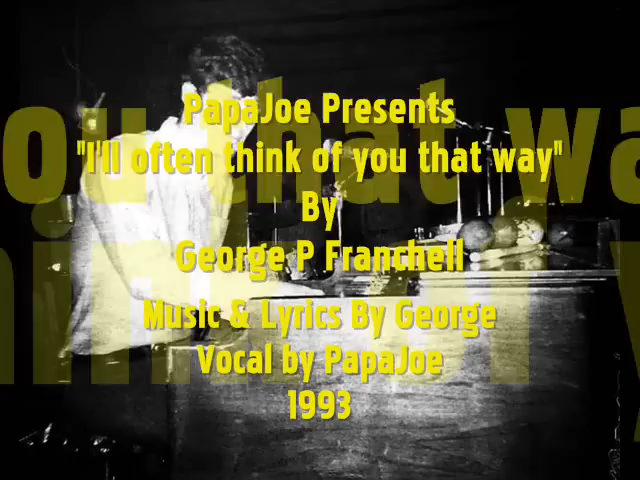 PapaJoe Presents
"I'll often think of you that way"
By
George P Franchell
Music & Lyrics By George
Vocal by PapaJoe
1993